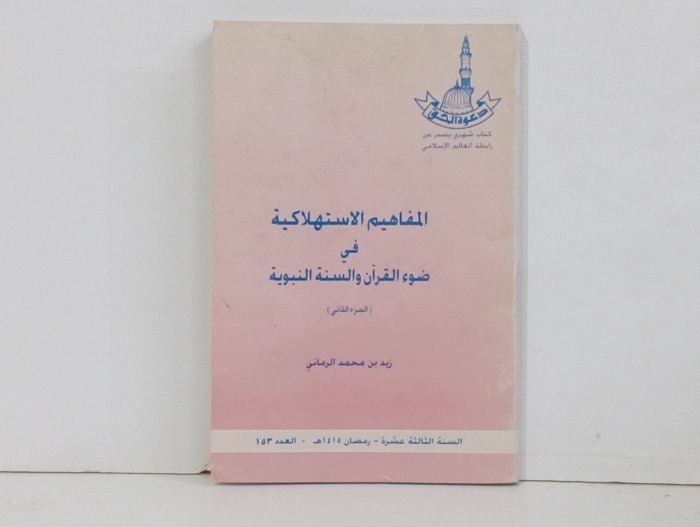 دعوة الحق
كتاب شهري يصدر عن
رابطة العالم الإسلامي
المفاهيم الاستهلاكية
في
ضوء القرآن والسنة النبوية
(الجزء الثاني)
زيد بن محمد الرماني
السنة الثالثة عشرة - رمضان ١٤١٥هـ - العدد ١٥٣